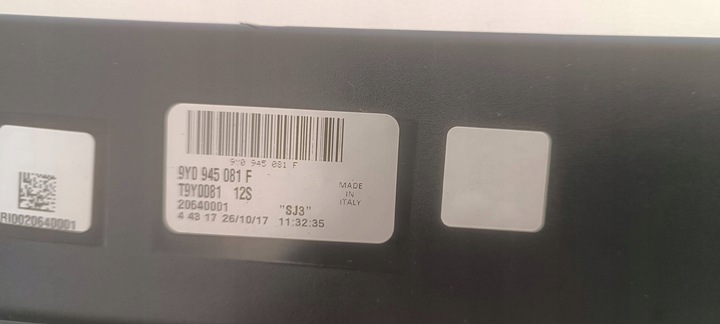 9Y0 945 081 F
9Y0 945 081 F
T9Y0081 12S
20640001 "SJ3"
4 43 17 26/10/17 11:32:35
MADE
IN
ITALY
RI0020640001